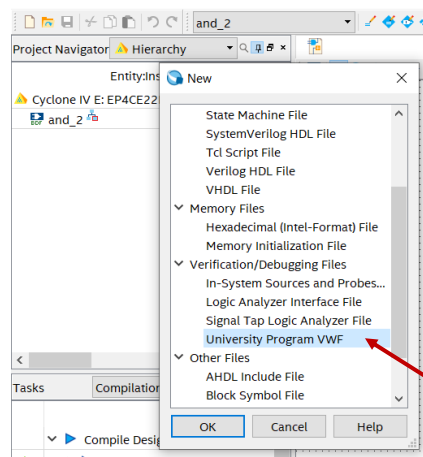 and_2
Project Navigator Hierarchy
Entity:Ins
Cyclone IV E: EP4CE22
and_2
New
State Machine File
SystemVerilog HDL File
Tcl Script File
Verilog HDL File
VHDL File
Memory Files
Hexadecimal (Intel-Format) File
Memory Initialization File
Verification/Debugging Files
In-System Sources and Probes...
Logic Analyzer Interface File
Signal Tap Logic Analyzer File
University Program VWF
Other Files
AHDL Include File
Block Symbol File
OK Cancel Help
Tasks Compilation
Compile Desig